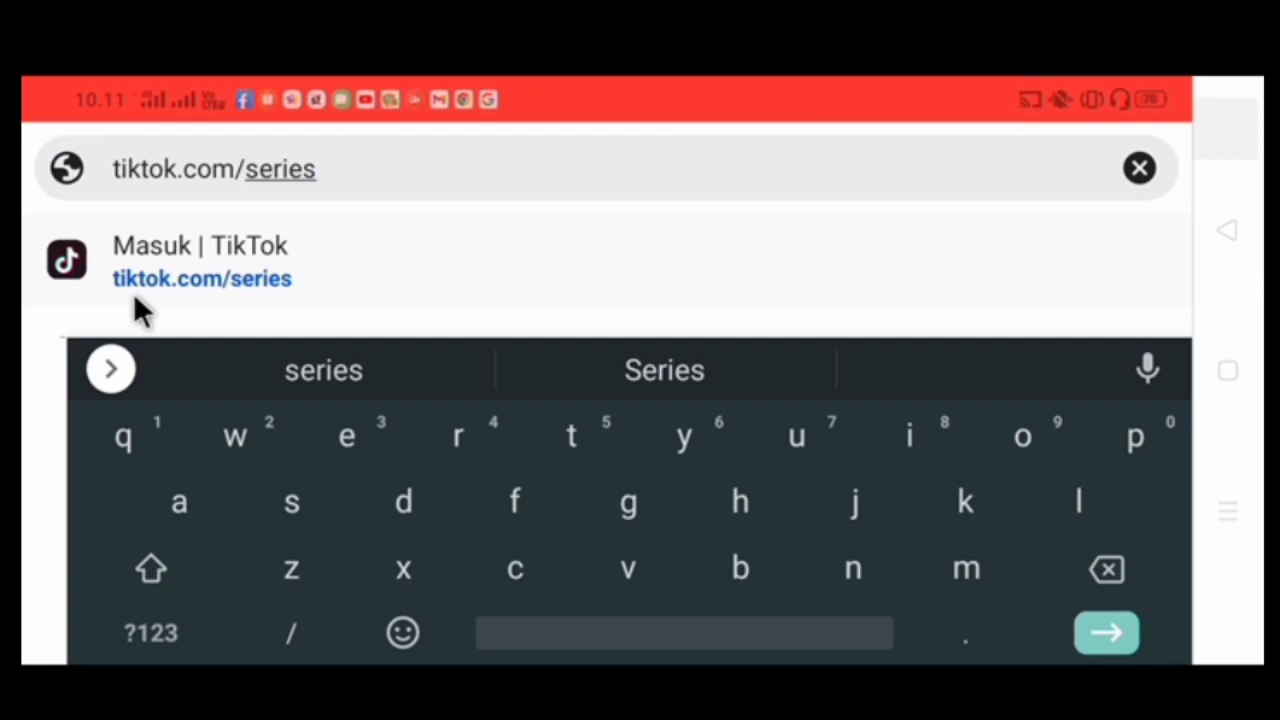 10.11 70
tiktok.com/series
Masuk | TikTok
tiktok.com/series
series Series
q 1 w 2 e 3 r 4 t 5 y 6 u 7 i 8 o 9 p 0
a s d f g h j k l
z x c v b n m
?123 / .